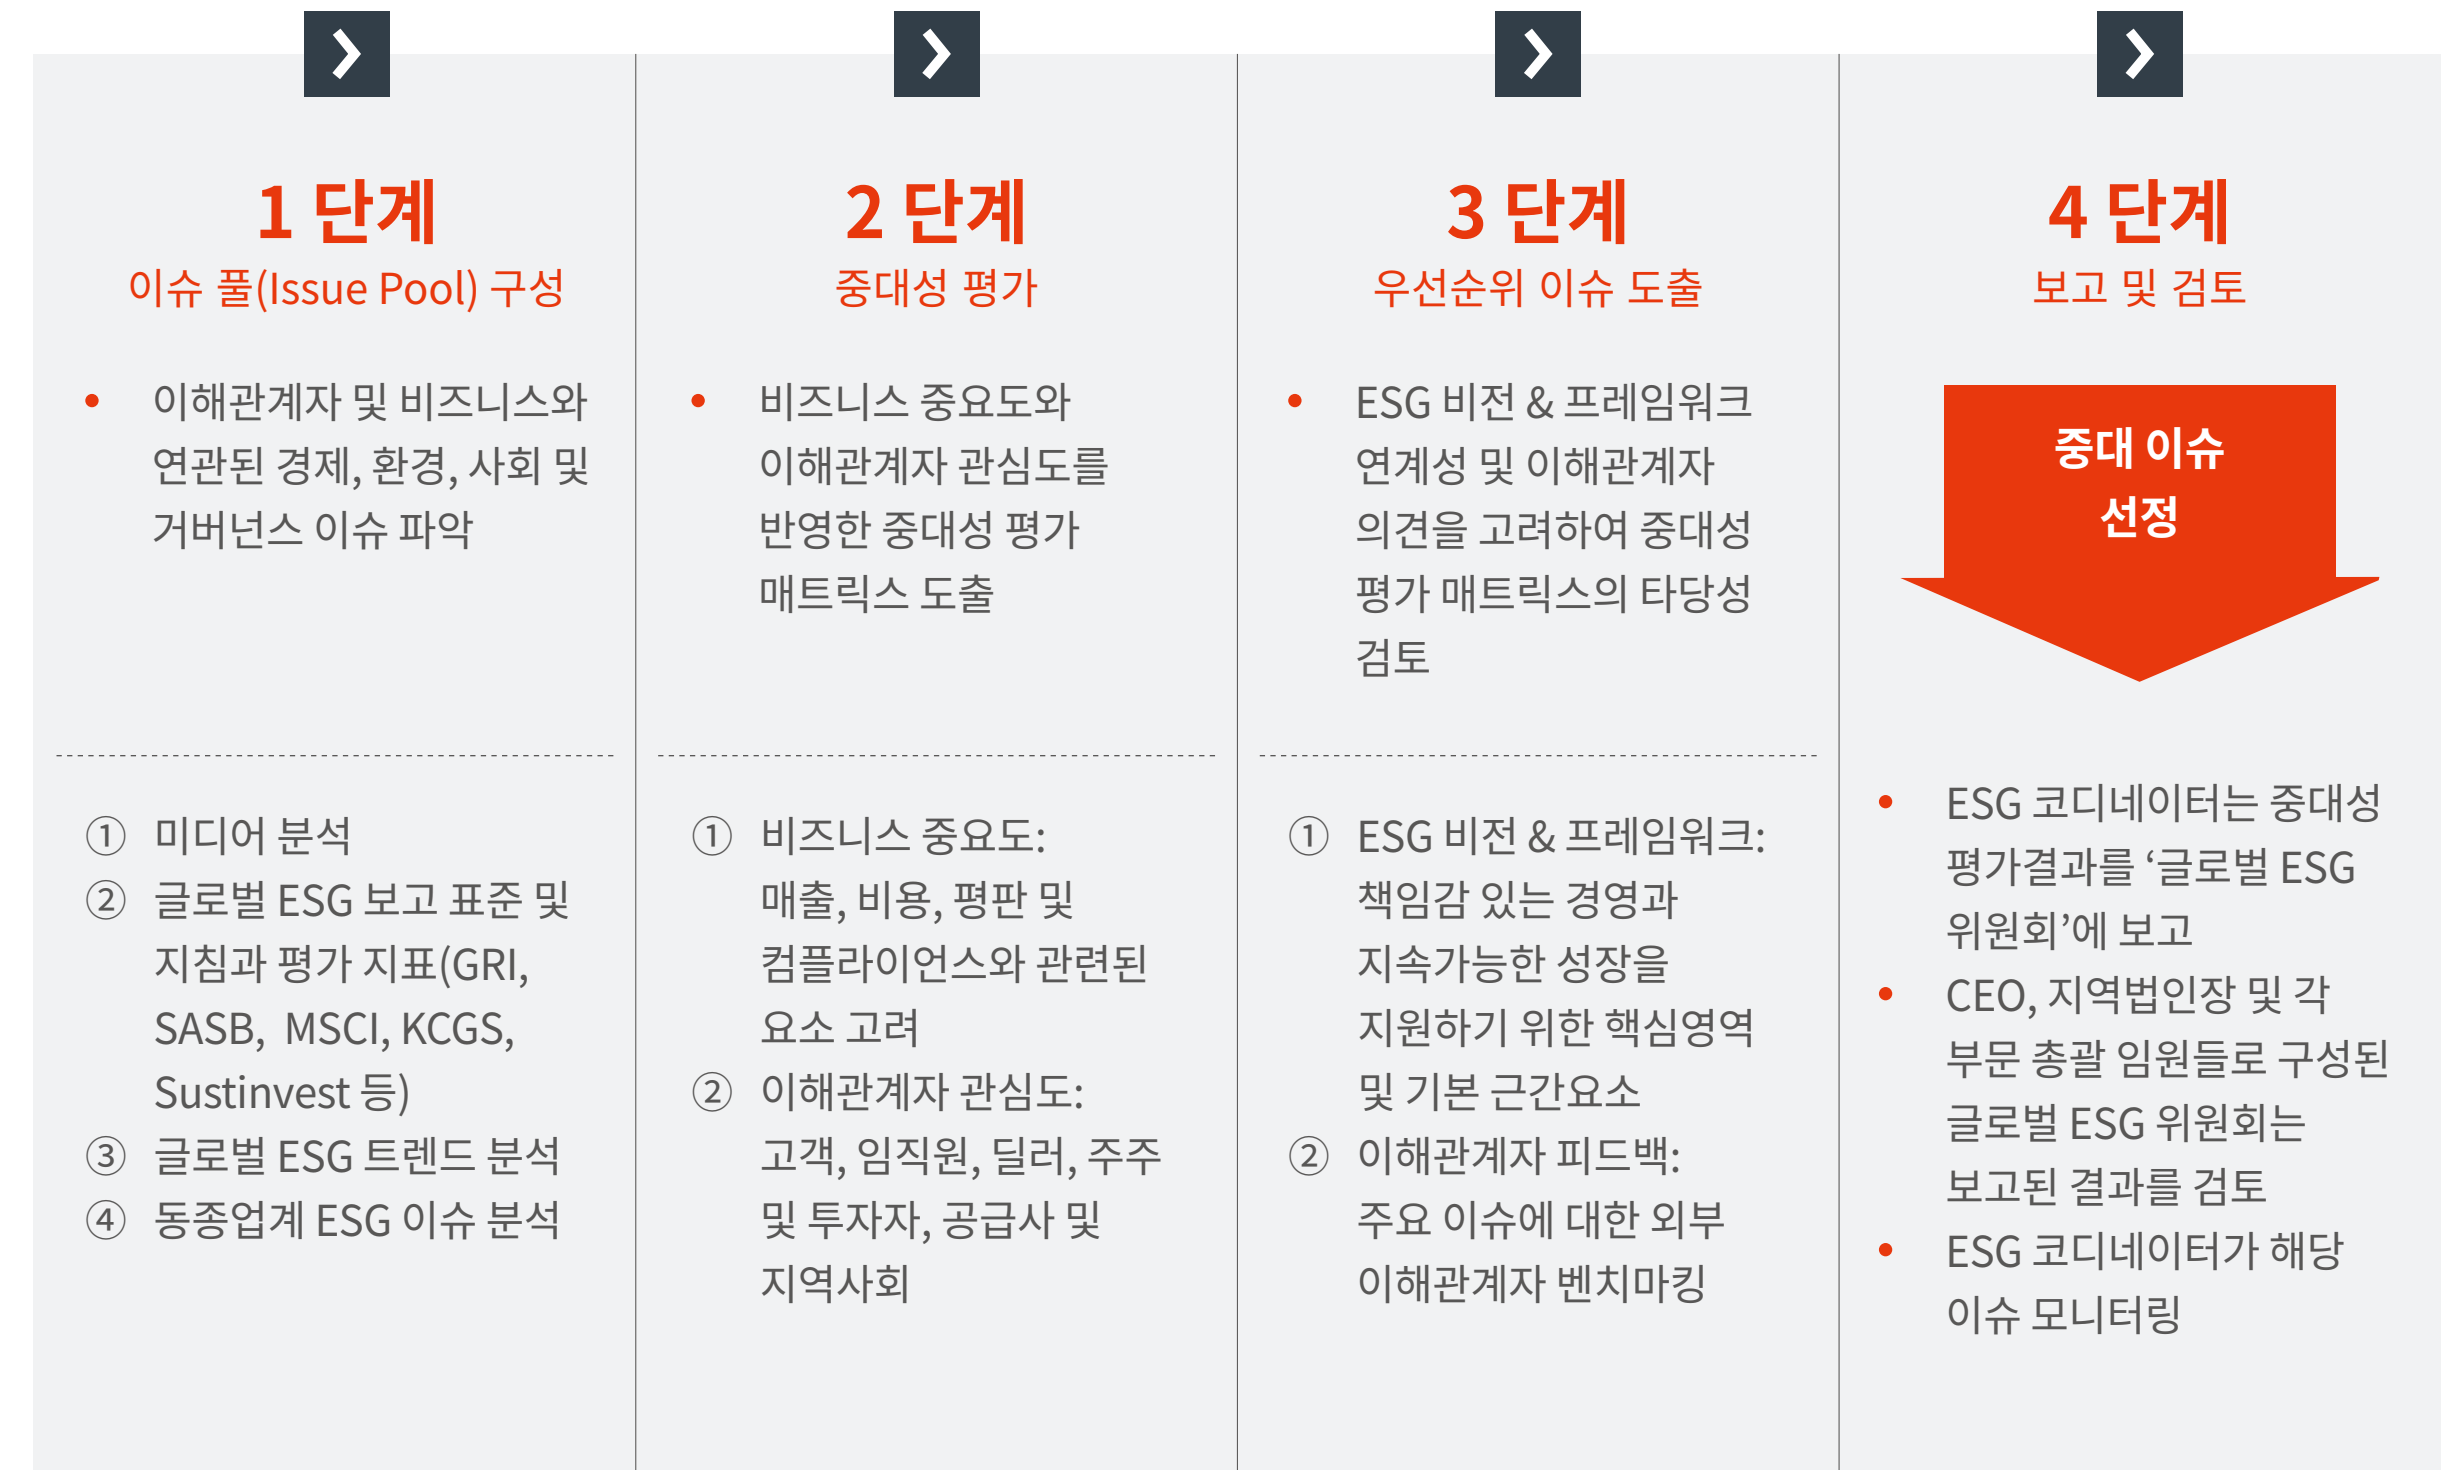 1 단계
이슈 풀(Issue Pool) 구성
• 이해관계자 및 비즈니스와
연관된 경제, 환경, 사회 및
거버넌스 이슈 파악
① 미디어 분석
② 글로벌 ESG 보고 표준 및
지침과 평가 지표(GRI,
SASB, MSCI, KCGS,
Sustinvest 등)
③ 글로벌 ESG 트렌드 분석
④ 동종업계 ESG 이슈 분석
2 단계
중대성 평가
• 비즈니스 중요도와
이해관계자 관심도를
반영한 중대성 평가
매트릭스 도출
① 비즈니스 중요도:
매출, 비용, 평판 및
컴플라이언스와 관련된
요소 고려
② 이해관계자 관심도:
고객, 임직원, 딜러, 주주
및 투자자, 공급사 및
지역사회
3 단계
우선순위 이슈 도출
• ESG 비전 & 프레임워크
연계성 및 이해관계자
의견을 고려하여 중대성
평가 매트릭스의 타당성
검토
① ESG 비전 & 프레임워크:
책임감 있는 경영과
지속가능한 성장을
지원하기 위한 핵심영역
및 기본 근간요소
② 이해관계자 피드백:
주요 이슈에 대한 외부
이해관계자 벤치마킹
4 단계
보고 및 검토
중대 이슈
선정
• ESG 코디네이터는 중대성
평가결과를 ‘글로벌 ESG
위원회’에 보고
• CEO, 지역법인장 및 각
부문 총괄 임원들로 구성된
글로벌 ESG 위원회는
보고된 결과를 검토
• ESG 코디네이터가 해당
이슈 모니터링